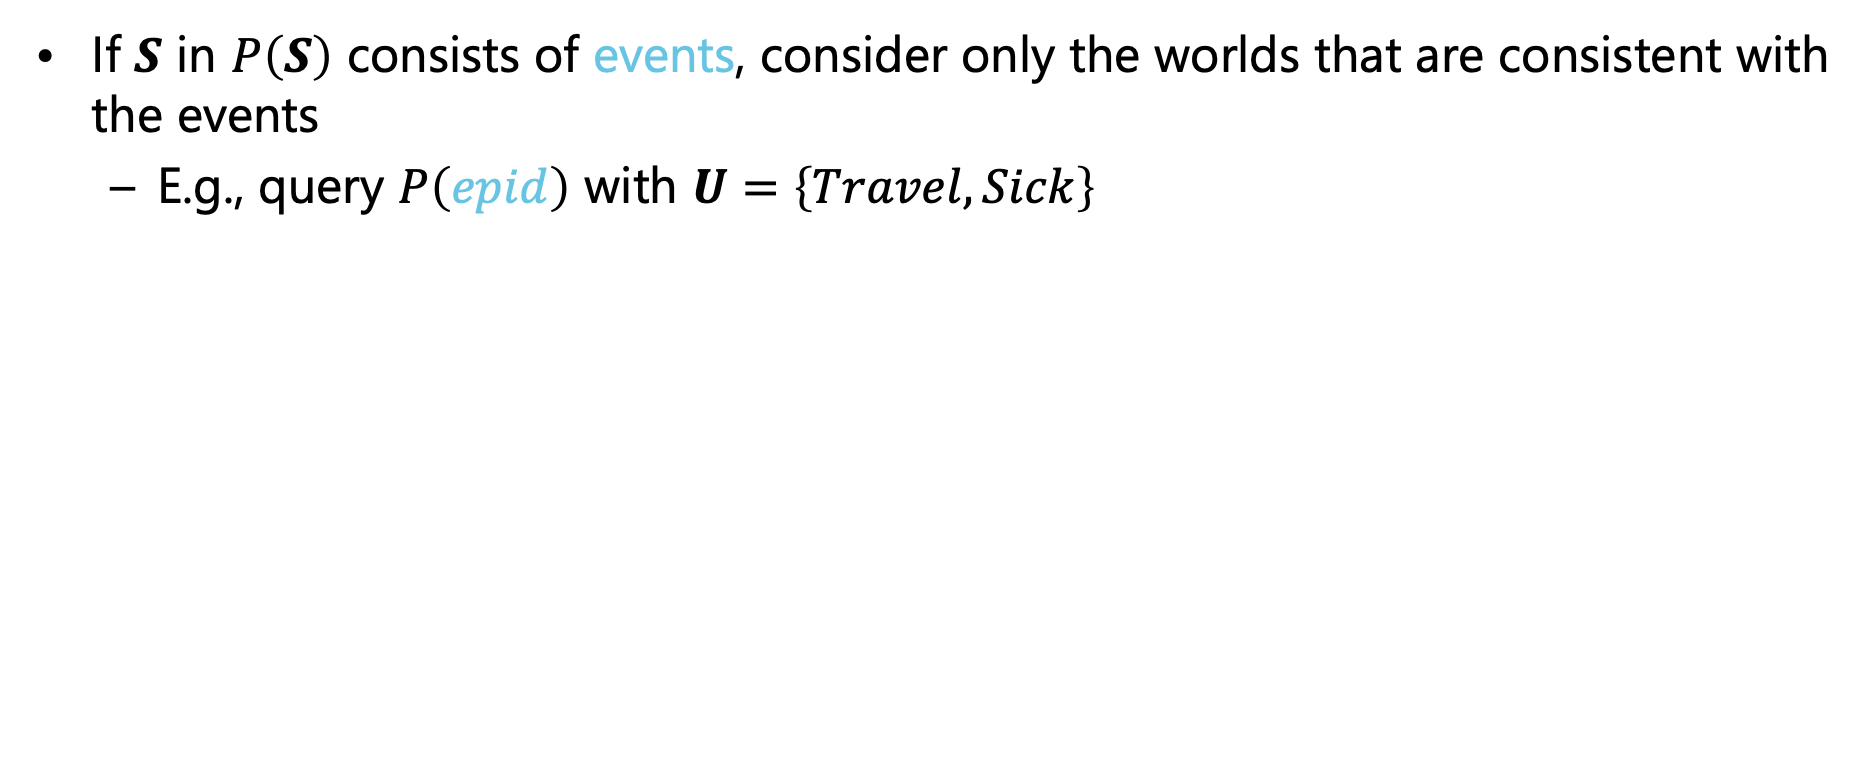 • If 𝑺 in 𝑃(𝑺) consists of events, consider only the worlds that are consistent with
the events
– E.g., query 𝑃(𝑒𝑝𝑖𝑑) with 𝑼 = {𝑇𝑟𝑎𝑣𝑒𝑙, 𝑆𝑖𝑐𝑘}